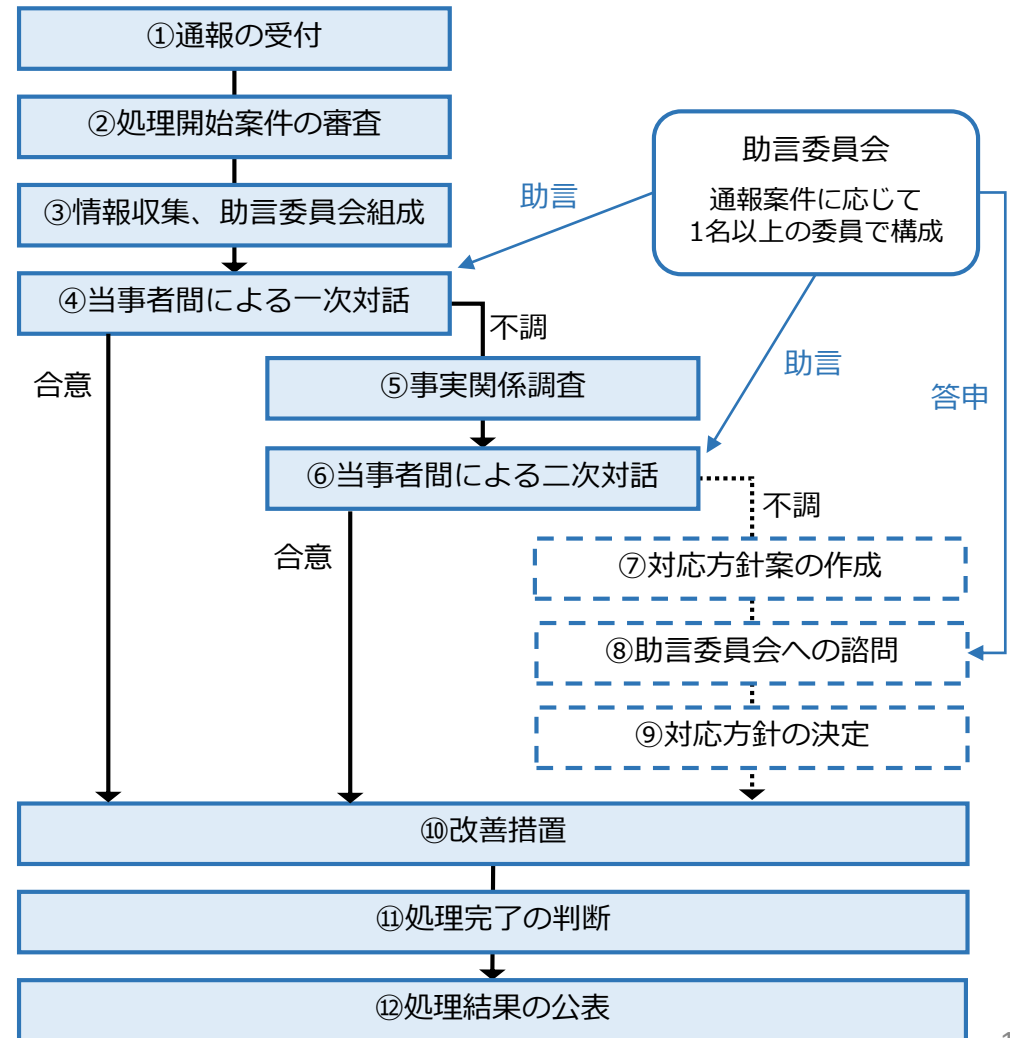 ①通報の受付
②処理開始案件の審査
③情報収集、助言委員会組成
助言委員会
通報案件に応じて
1名以上の委員で構成
助言
④当事者間による一次対話
不調
合意
⑤事実関係調査
助言
答申
⑥当事者間による二次対話
不調
合意
⑦対応方針案の作成
⑧助言委員会への諮問
⑨対応方針の決定
⑩改善措置
⑪処理完了の判断
⑫処理結果の公表